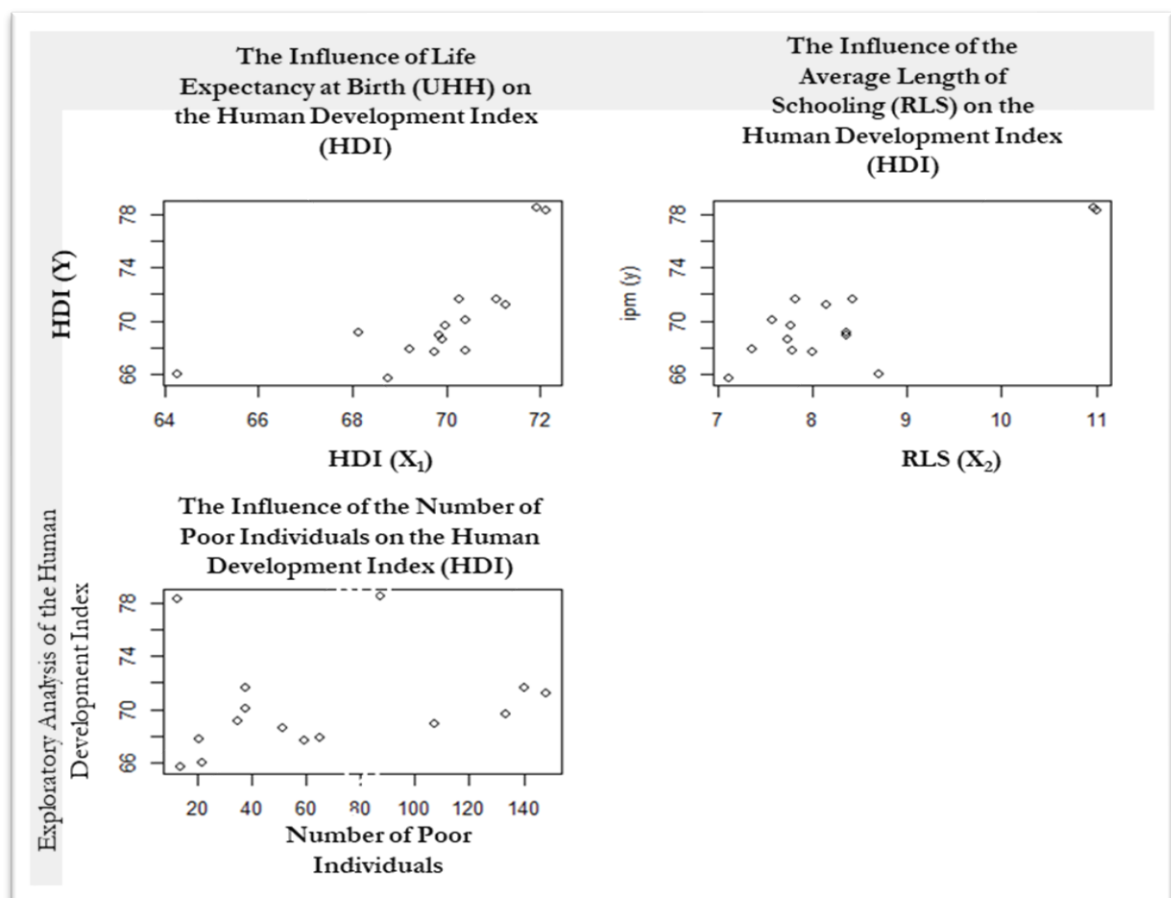 The Influence of Life
Expectancy at Birth (UHH) on
the Human Development Index
(HDI)
HDI (Y)
78
74
70
66
64 66 68 70 72
HDI (X₁)
The Influence of the
Average Length of
Schooling (RLS) on the
Human Development Index
(HDI)
ipm (y)
78
74
70
66
7 8 9 10 11
RLS (X₂)
Exploratory Analysis of the Human
Development Index
The Influence of the Number of
Poor Individuals on the Human
Development Index (HDI)
78
74
70
66
20 40 60 80 100 120 140
Number of Poor
Individuals